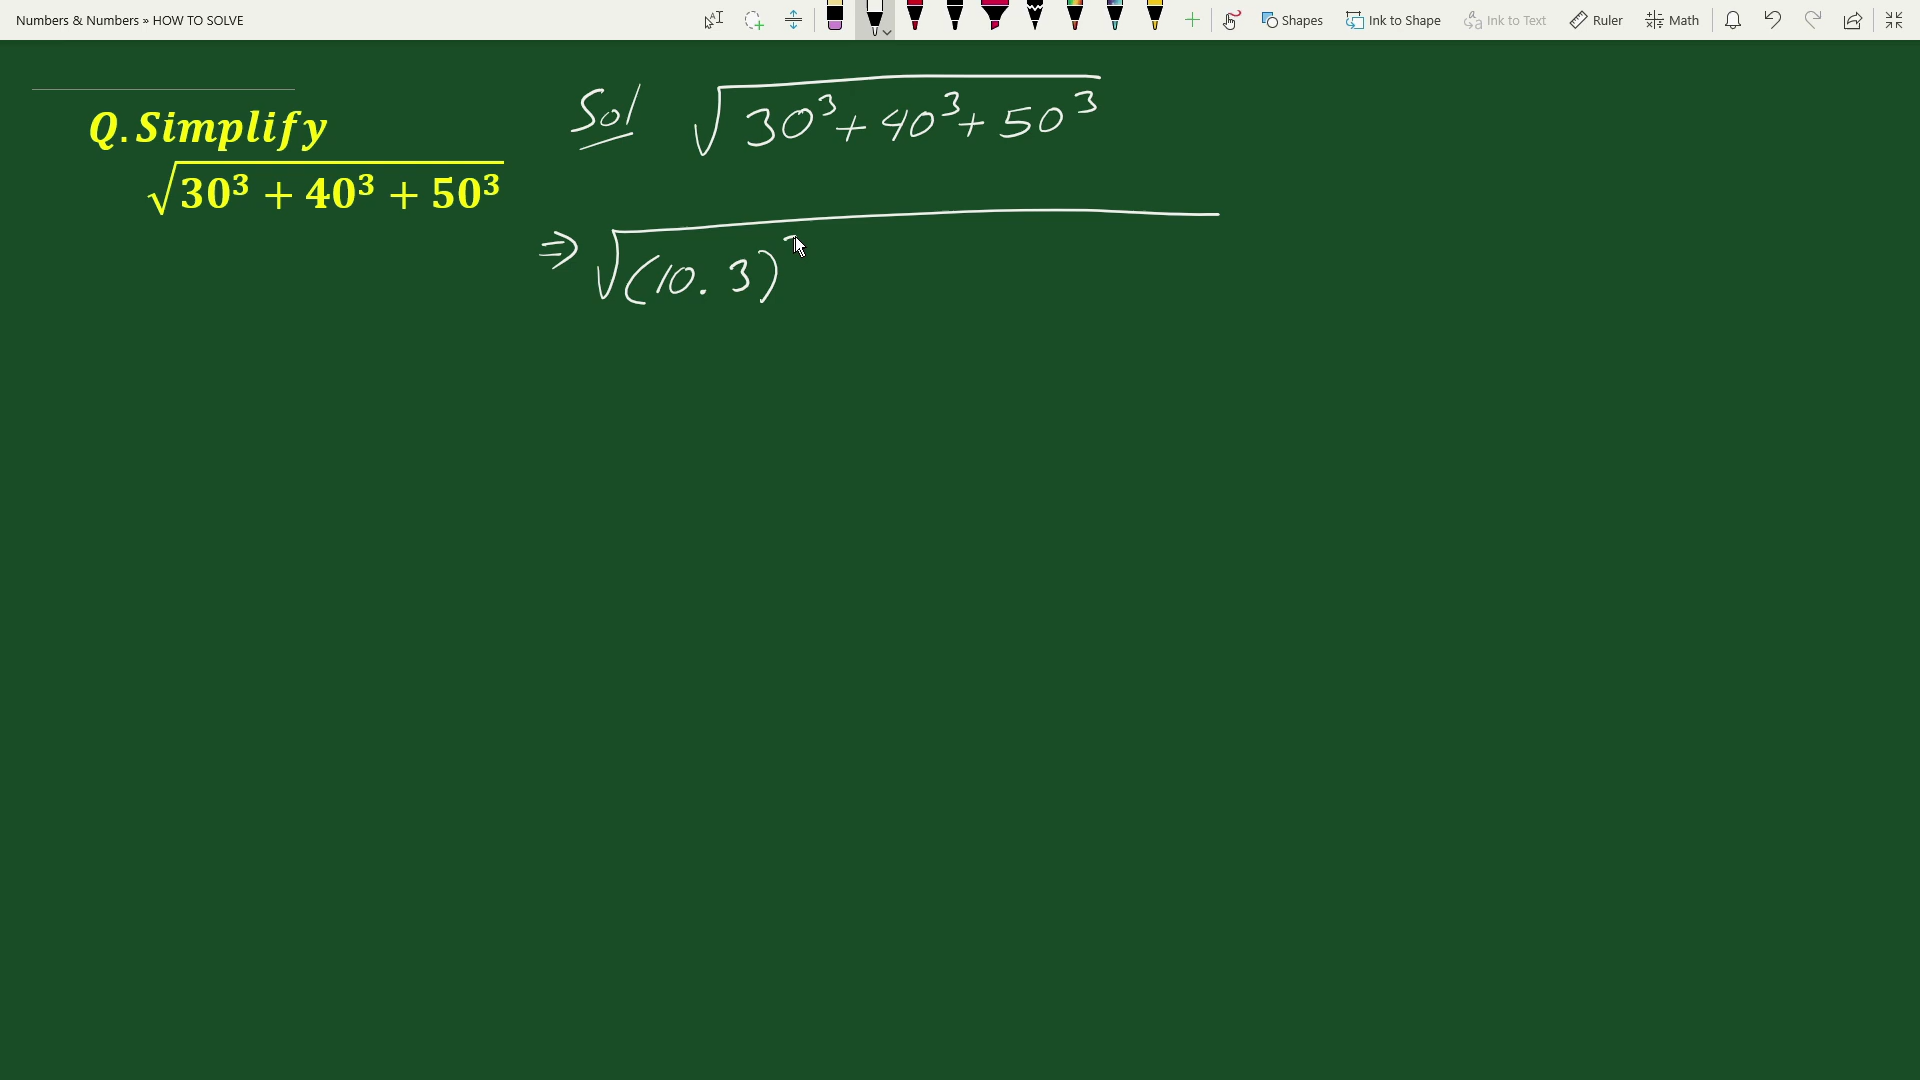 Numbers & Numbers » HOW TO SOLVE
Shapes
Ink to Shape
Ink to Text
Ruler
Math
Q. Simplify
√30³ + 40³ + 50³
Sol √30³ + 40³ + 50³
⇒ √(10 . 3)